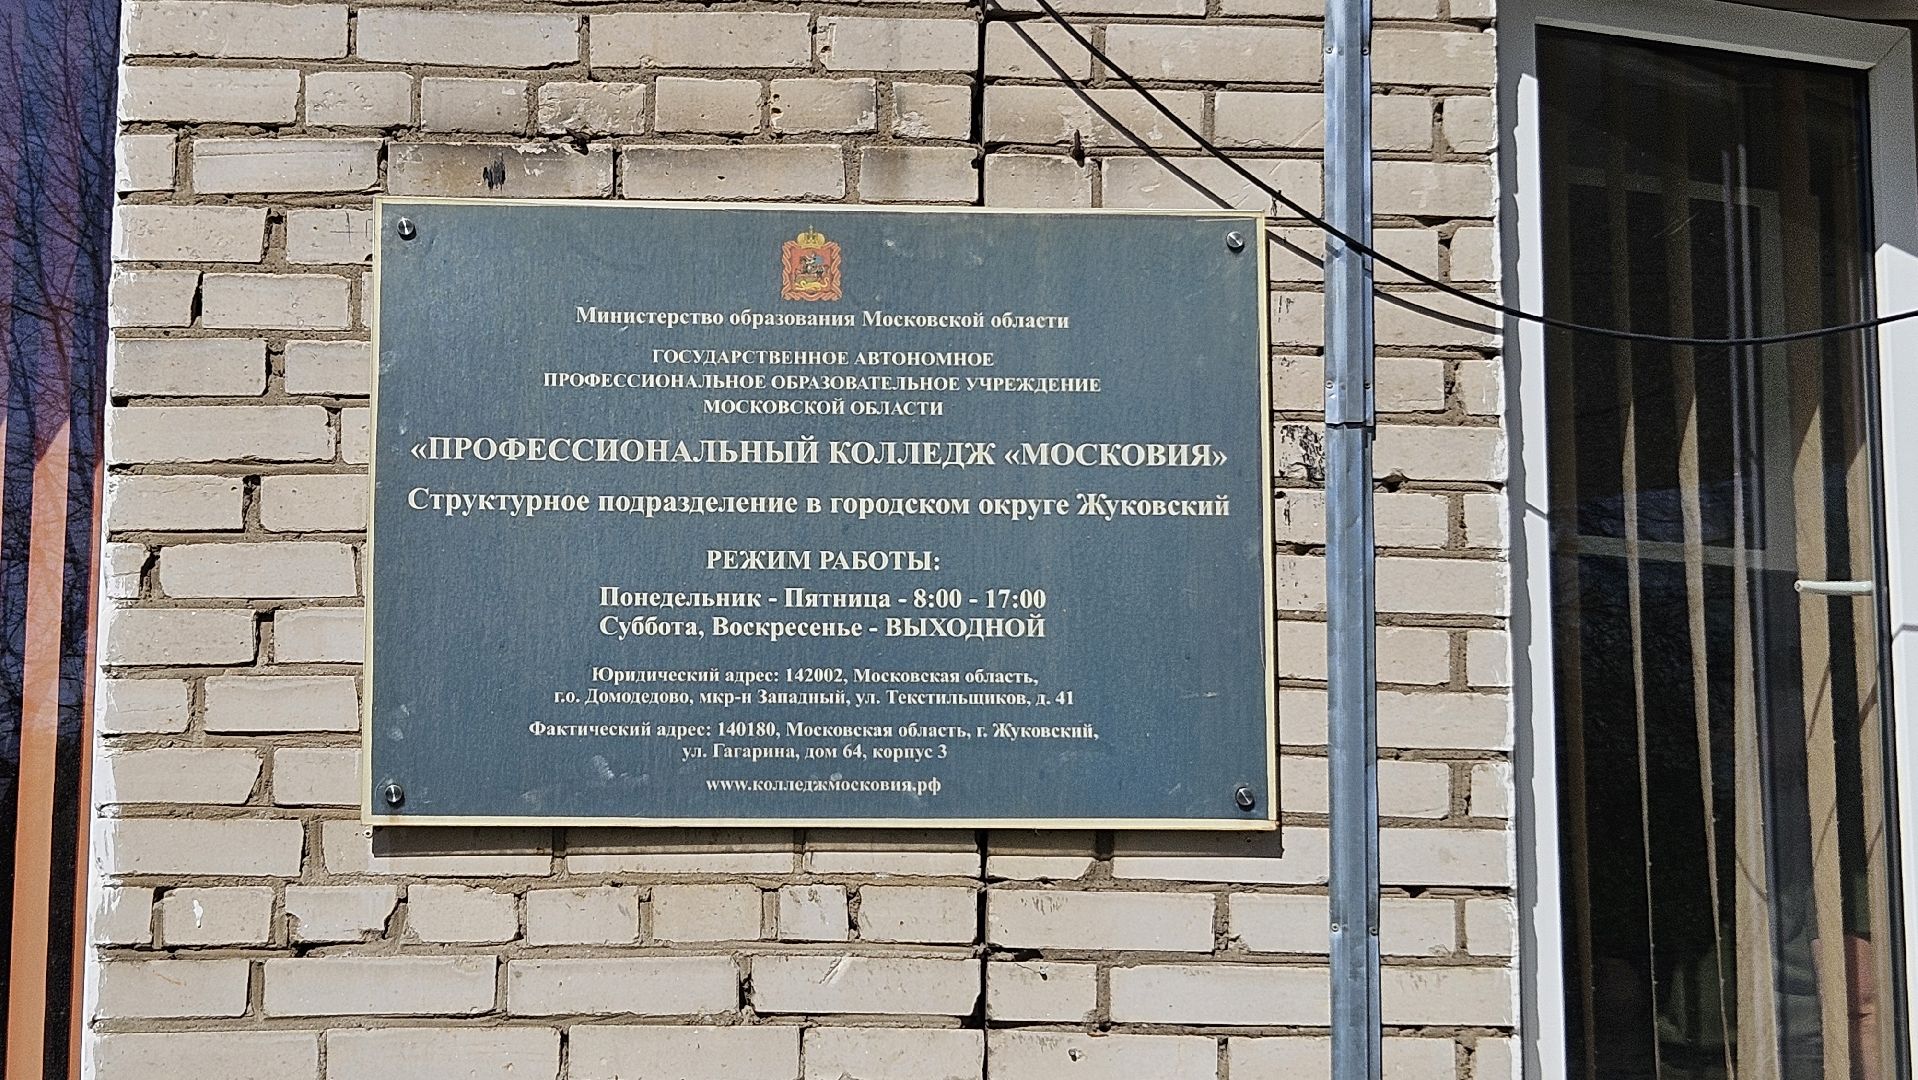 Министерство образования Московской области
ГОСУДАРСТВЕННОЕ АВТОНОМНОЕ
ПРОФЕССИОНАЛЬНОЕ ОБРАЗОВАТЕЛЬНОЕ УЧРЕЖДЕНИЕ
МОСКОВСКОЙ ОБЛАСТИ
«ПРОФЕССИОНАЛЬНЫЙ КОЛЛЕДЖ «МОСКОВИЯ»
Структурное подразделение в городском округе Жуковский
РЕЖИМ РАБОТЫ:
Понедельник - Пятница - 8:00 - 17:00
Суббота, Воскресенье - ВЫХОДНОЙ
Юридический адрес: 142002, Московская область,
г.о. Домодедово, мкр-н Западный, ул. Текстильщиков, д. 41
Фактический адрес: 140180, Московская область, г. Жуковский,
ул. Гагарина, дом 64, корпус 3
www.колледжмосковия.рф